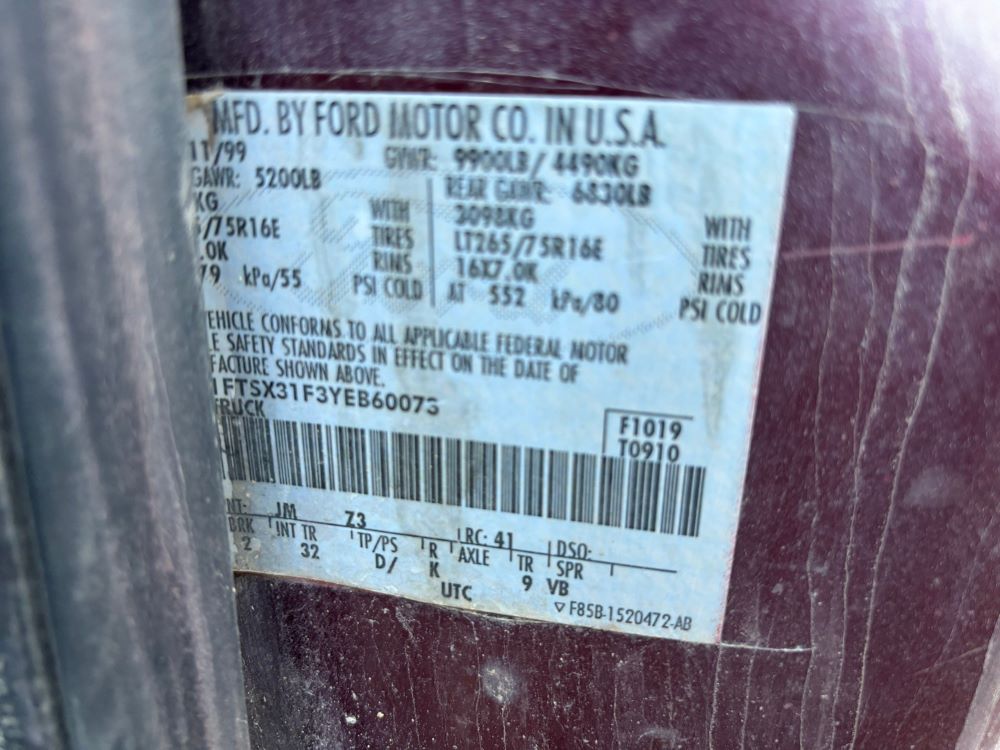 MFD. BY FORD MOTOR CO. IN U.S.A.
11/99 GVWR: 9900LB / 4490KG
GAWR: 5200LB REAR GAWR: 6830LB
KG WITH 3098KG WITH
/75R16E TIRES LT265/75R16E TIRES
.0K RIMS 16X7.0K RIMS
79 kPa/55 PSI COLD AT 552 kPa/80 PSI COLD
EHICLE CONFORMS TO ALL APPLICABLE FEDERAL MOTOR
E SAFETY STANDARDS IN EFFECT ON THE DATE OF
FACTURE SHOWN ABOVE.
1FTSX31F3YEB60073
TRUCK
F1019
T0910
NT: JM Z3 RC: 41 DSO:
BRK INT TR TP/PS R AXLE TR SPR
2 32 D/ K 9 VB
UTC
▽ F85B-1520472-AB